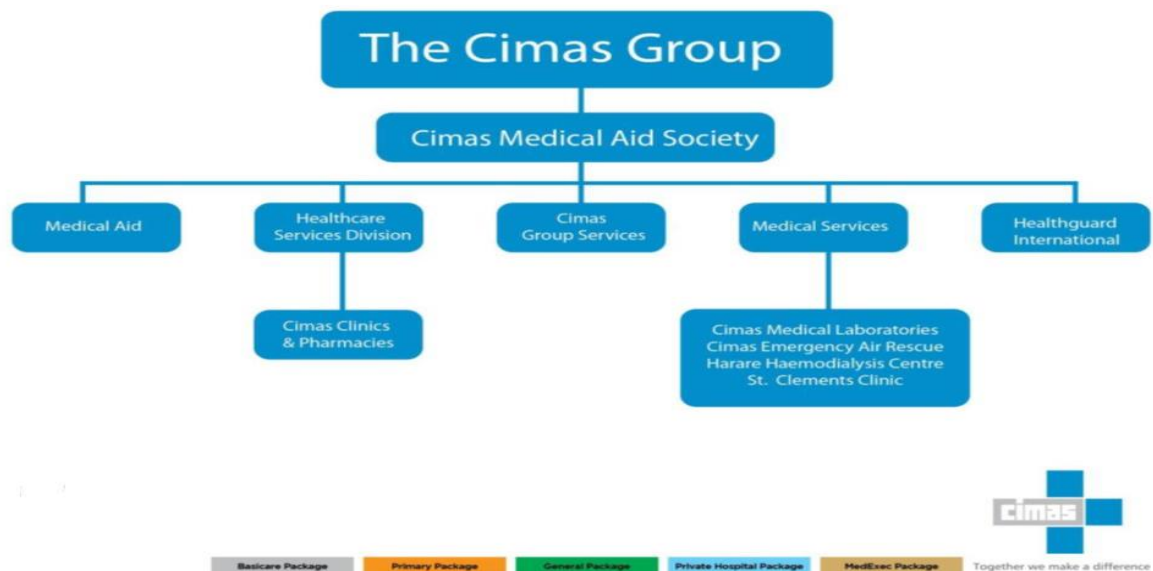 The Cimas Group
Cimas Medical Aid Society
Medical Aid
Healthcare
Services Division
Cimas
Group Services
Medical Services
Healthguard
International
Cimas Clinics
& Pharmacies
Cimas Medical Laboratories
Cimas Emergency Air Rescue
Harare Haemodialysis Centre
St. Clements Clinic
cimas
Basicare Package
Primary Package
General Package
Private Hospital Package
MedExec Package
Together we make a difference